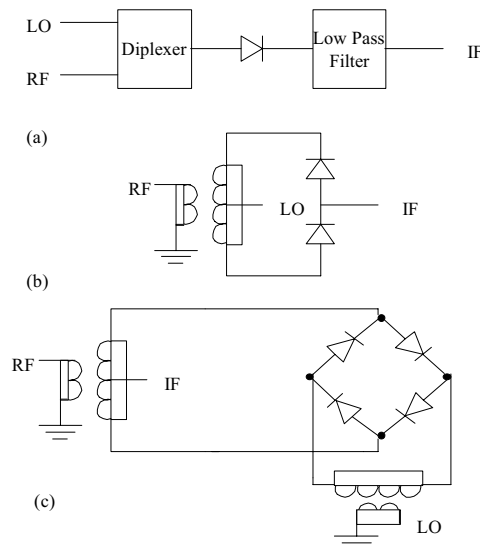 LO
RF
Diplexer
Low Pass
Filter
IF
(a)
RF
LO
IF
(b)
RF
IF
LO
(c)